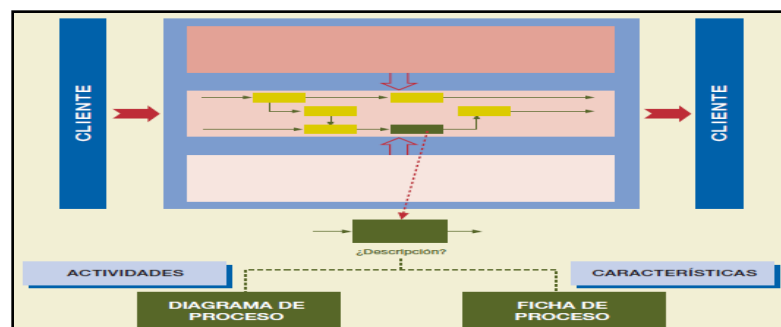 CLIENTE
CLIENTE
¿Descripción?
ACTIVIDADES
CARACTERÍSTICAS
DIAGRAMA DE
PROCESO
FICHA DE
PROCESO